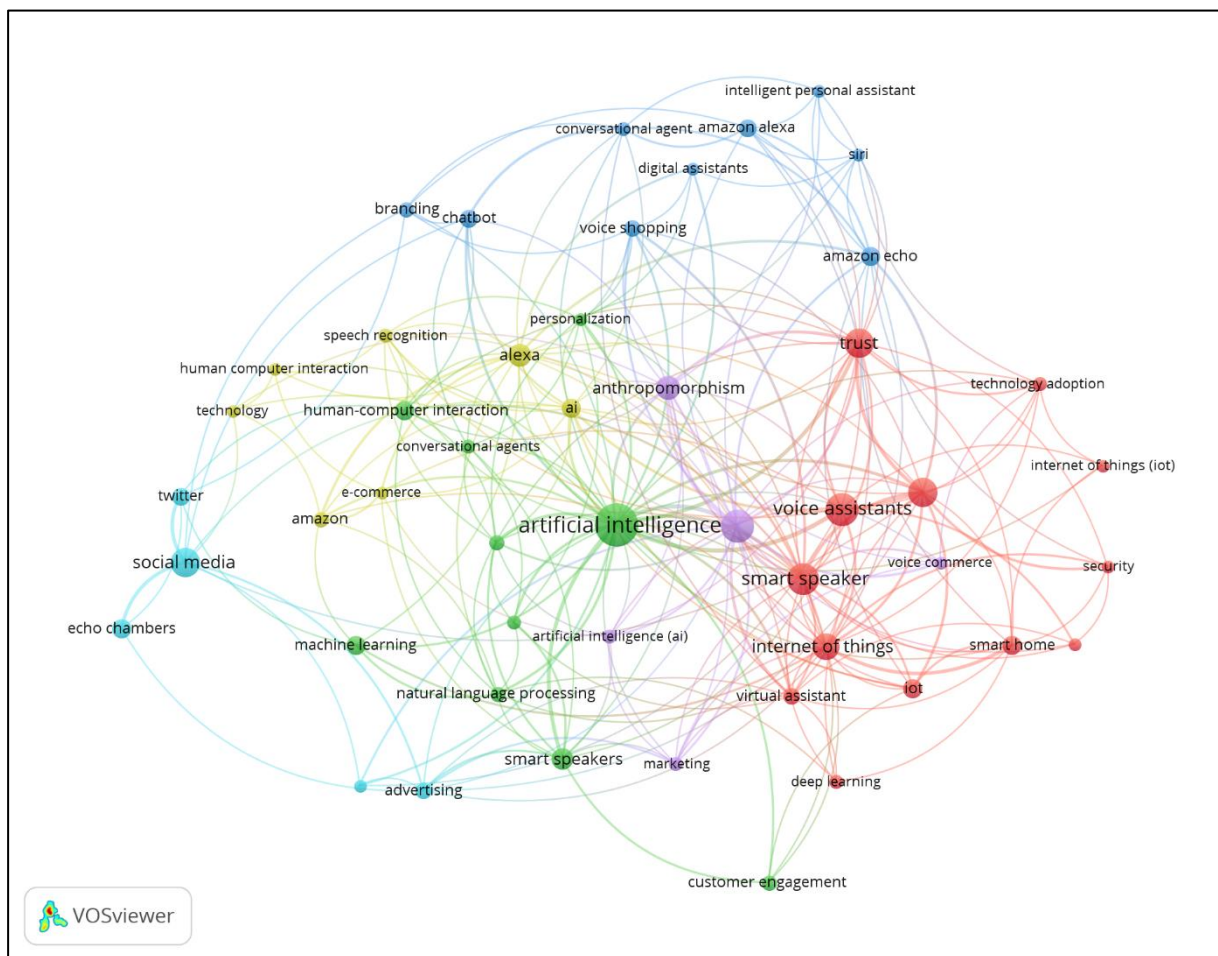 intelligent personal assistant
conversational agent
amazon alexa
siri
digital assistants
branding
chatbot
voice shopping
amazon echo
personalization
speech recognition
trust
alexa
human computer interaction
anthropomorphism
technology adoption
technology
human-computer interaction
ai
conversational agents
internet of things (iot)
e-commerce
twitter
voice assistants
amazon
artificial intelligence
social media
voice commerce
security
smart speaker
echo chambers
artificial intelligence (ai)
machine learning
internet of things
smart home
iot
natural language processing
virtual assistant
smart speakers
marketing
deep learning
advertising
customer engagement
VOSviewer